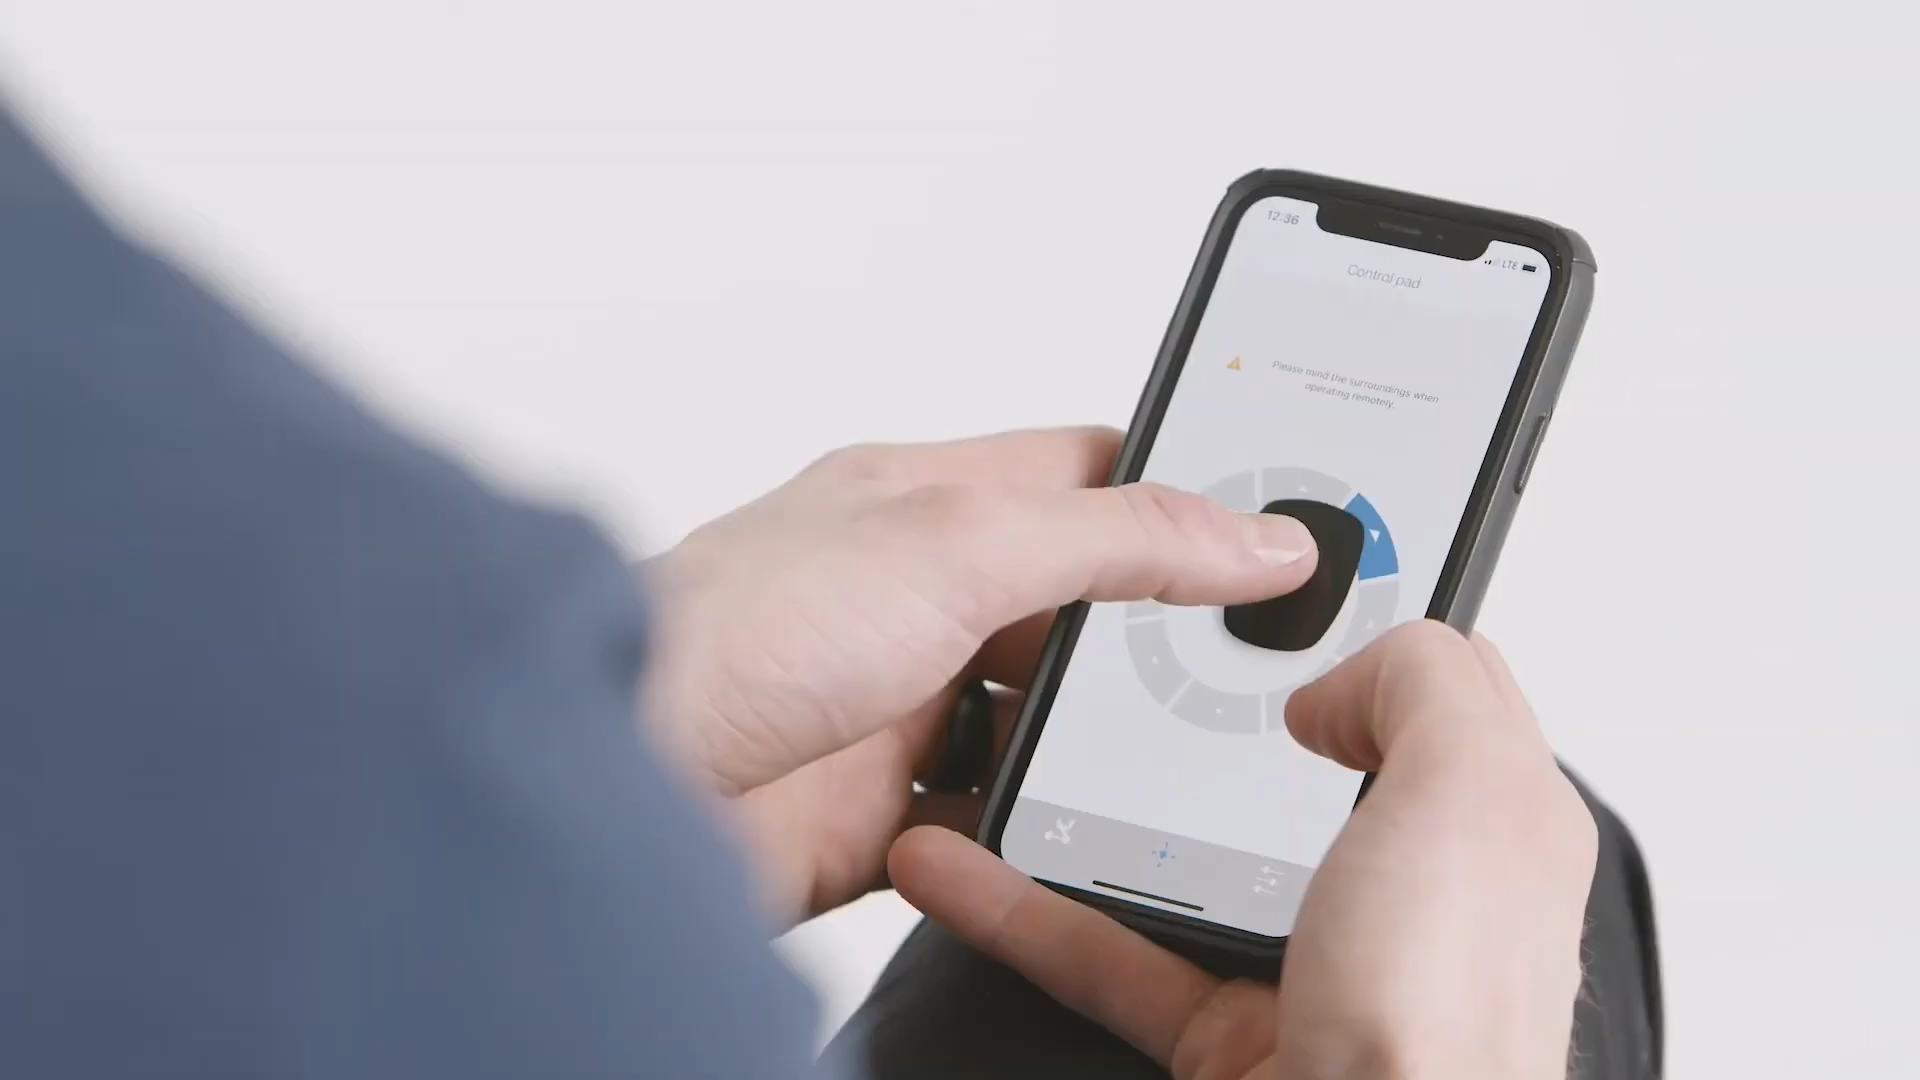 12:36
LTE
Control pad
Please mind the surroundings when
operating remotely.